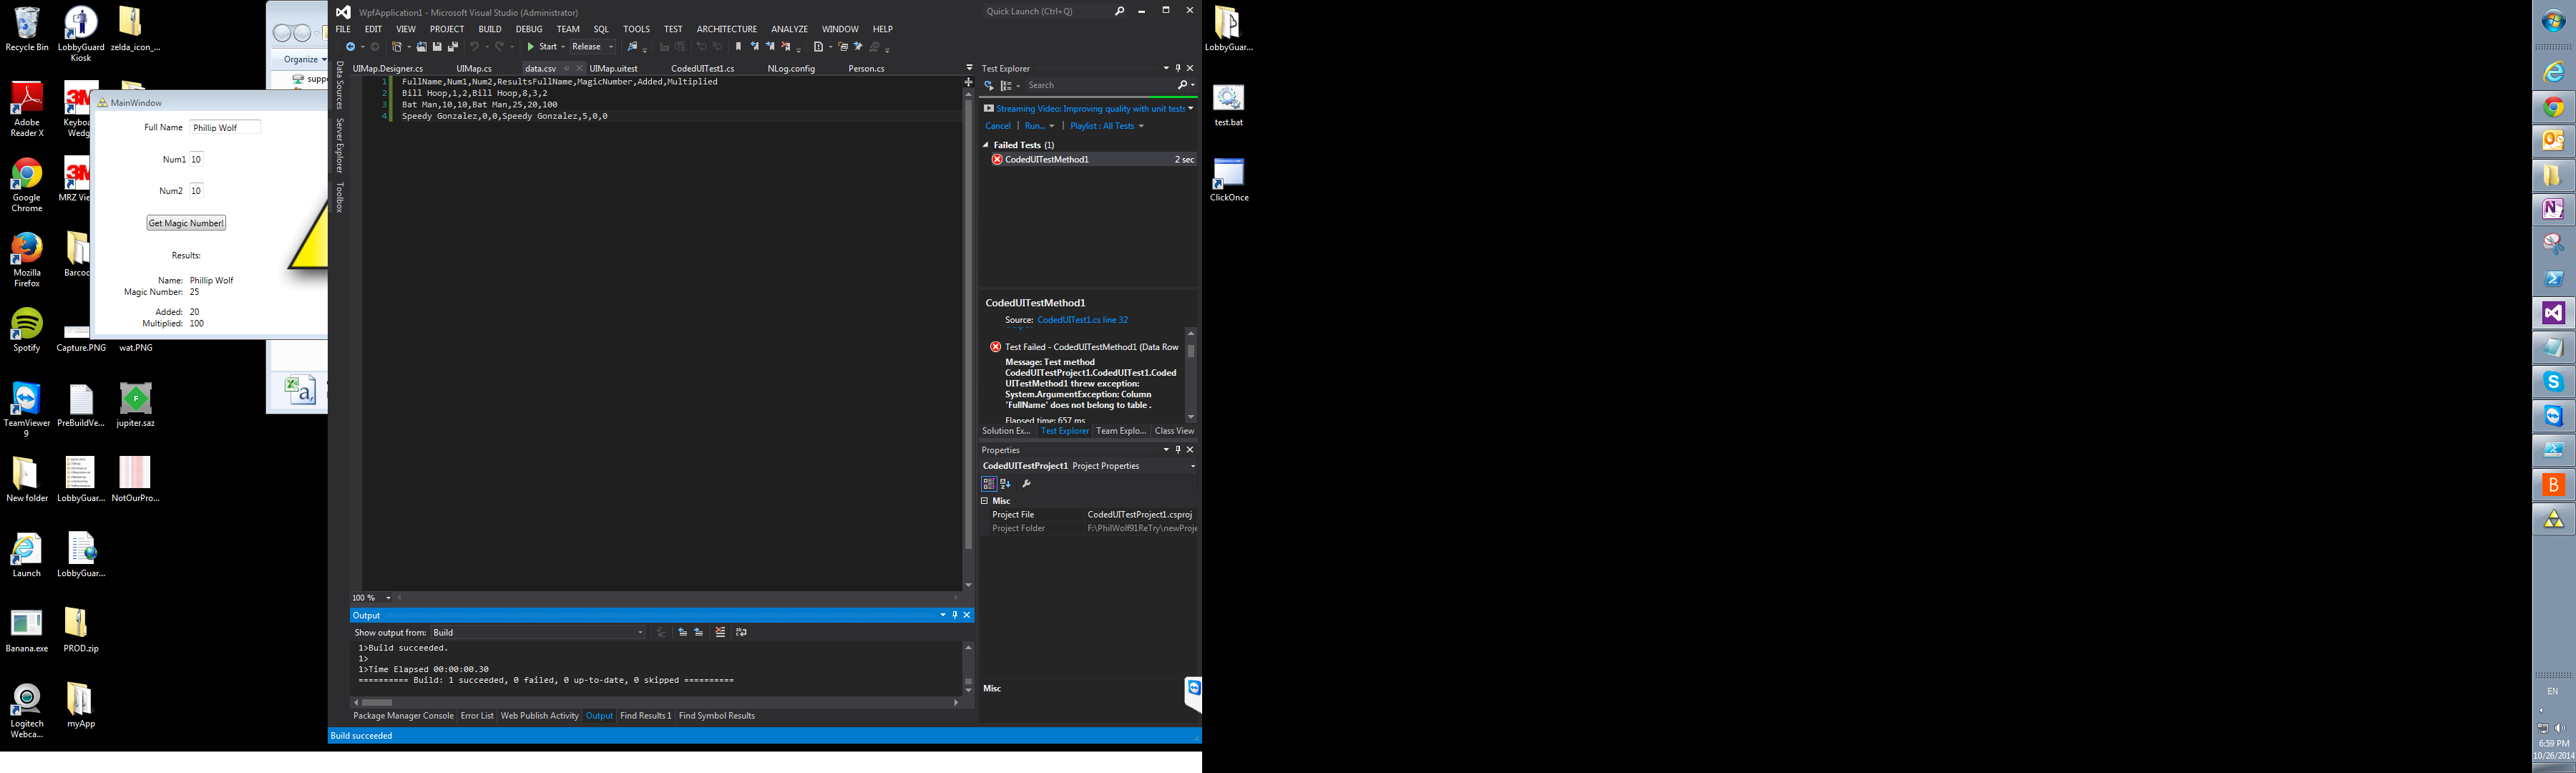 Recycle Bin
LobbyGuard Kiosk
zelda_icon_...
Adobe Reader X
Keyboa... Wedg
Google Chrome
MRZ Vie...
Mozilla Firefox
Barcoc
Spotify
Capture.PNG
wat.PNG
TeamViewer 9
PreBuildVe...
jupiter.saz
New folder
LobbyGuar...
NotOurPro...
Launch
LobbyGuar...
Banana.exe
PROD.zip
Logitech Webca...
myApp
Organize
supp
MainWindow
Full Name
Phillip Wolf
Num1 10
Num2 10
Get Magic Number!
Results:
Name: Phillip Wolf
Magic Number: 25
Added: 20
Multiplied: 100
WpfApplication1 - Microsoft Visual Studio (Administrator)
Quick Launch (Ctrl+Q)
FILE EDIT VIEW PROJECT BUILD DEBUG TEAM SQL TOOLS TEST ARCHITECTURE ANALYZE WINDOW HELP
Start Release
Data Sources
Server Explorer
Toolbox
UIMap.Designer.cs UIMap.cs data.csv UIMap.uitest CodedUITest1.cs NLog.config Person.cs
1 FullName,Num1,Num2,ResultsFullName,MagicNumber,Added,Multiplied
2 Bill Hoop,1,2,Bill Hoop,8,3,2
3 Bat Man,10,10,Bat Man,25,20,100
4 Speedy Gonzalez,0,0,Speedy Gonzalez,5,0,0
100 %
Output
Show output from: Build
1>Build succeeded.
1>
1>Time Elapsed 00:00:00.30
========== Build: 1 succeeded, 0 failed, 0 up-to-date, 0 skipped ==========
Package Manager Console Error List Web Publish Activity Output Find Results 1 Find Symbol Results
Build succeeded
Test Explorer
Search
Streaming Video: Improving quality with unit tests
Cancel Run... Playlist : All Tests
Failed Tests (1)
CodedUITestMethod1 2 sec
CodedUITestMethod1
Source: CodedUITest1.cs line 32
Test Failed - CodedUITestMethod1 (Data Row
Message: Test method
CodedUITestProject1.CodedUITest1.Coded
UITestMethod1 threw exception:
System.ArgumentException: Column
'FullName' does not belong to table .
Elapsed time: 657 ms
Solution Ex... Test Explorer Team Explo... Class View
Properties
CodedUITestProject1 Project Properties
Misc
Project File CodedUITestProject1.csproj
Project Folder F:\PhilWolf91ReTry\newProje
Misc
LobbyGuar...
test.bat
ClickOnce
EN
6:59 PM
10/26/2014